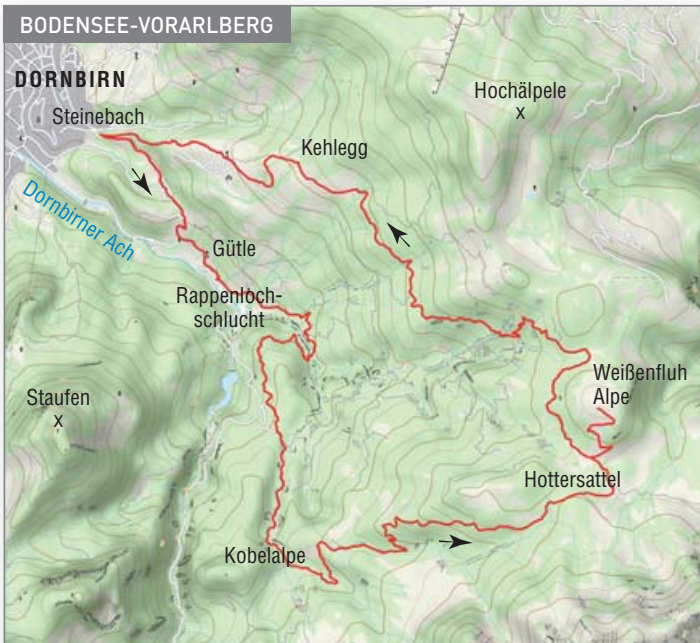 BODENSEE-VORARLBERG
DORNBIRN
Hochälpele
x
Steinebach
Kehlegg
Dornbirner Ach
Gütle
Rappenloch-
schlucht
Weißenfluh
Alpe
Staufen
x
Hottersattel
Kobelalpe